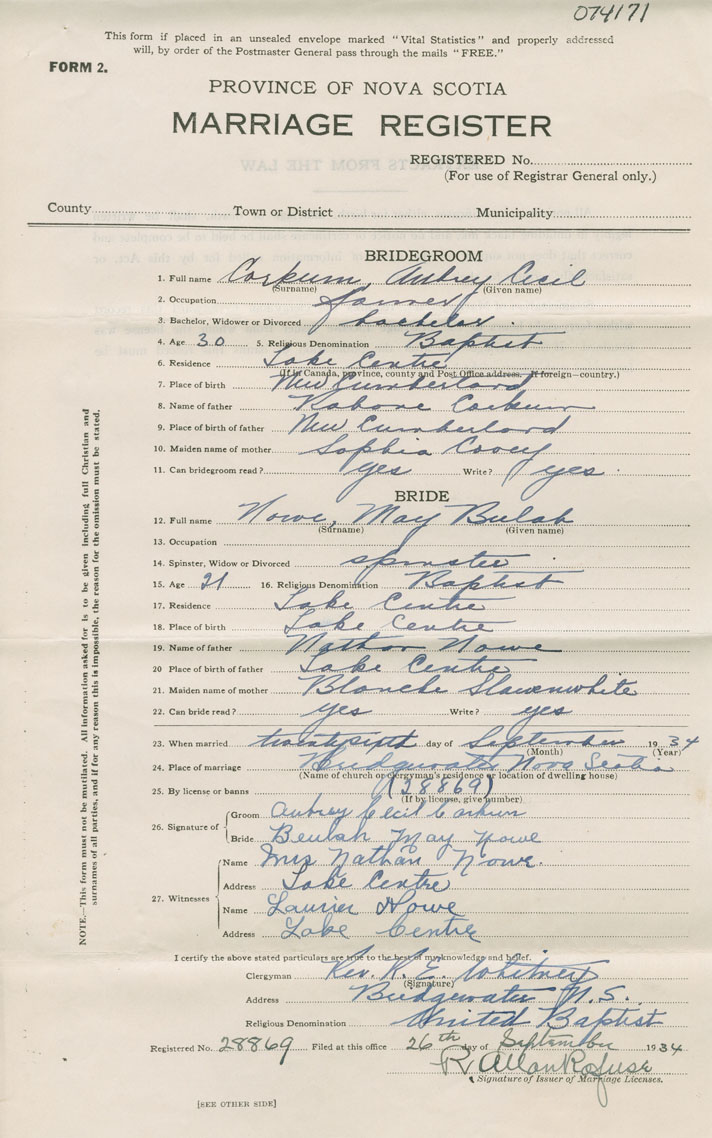 074171
This form if placed in an unsealed envelope marked "Vital Statistics" and properly addressed
will, by order of the Postmaster General pass through the mails "FREE."
FORM 2.
PROVINCE OF NOVA SCOTIA
MARRIAGE REGISTER
REGISTERED No.
(For use of Registrar General only.)
County Town or District Municipality
BRIDEGROOM
1. Full name Corkum, Aubrey Cecil
(Surname) (Given name)
2. Occupation farmer
3. Bachelor, Widower or Divorced bachelor.
4. Age 30 5. Religious Denomination Baptist
6. Residence Lake Centre
(If in Canada, province, county and Post Office address. If foreign—country.)
7. Place of birth New Cumberland
8. Name of father Corkum
9. Place of birth of father New Cumberland
10. Maiden name of mother Sophia
11. Can bridegroom read? yes Write? yes.
BRIDE
12. Full name Nowe, May Bulah
(Surname) (Given name)
13. Occupation
14. Spinster, Widow or Divorced spinster
15. Age 21 16. Religious Denomination Baptist
17. Residence Lake Centre
18. Place of birth Lake Centre
19. Name of father Nathan Nowe
20 Place of birth of father Lake Centre
21. Maiden name of mother Blanche Slawenwhite
22. Can bride read? yes Write? yes
23. When married day of September 1934
(Month) (Year)
24. Place of marriage Bridgewater Nova Scotia
(Name of church or clergyman's residence or location of dwelling house)
25. By license or banns (28869)
(If by license, give number)
26. Signature of Groom Aubrey Cecil Corkum
Bride Beulah May Nowe
27. Witnesses Name Mrs Nathan Nowe.
Address Lake Centre
Name Laurier Nowe
Address Lake Centre
I certify the above stated particulars are true to the best of my knowledge and belief.
Clergyman Rev. R. E. Whitney
(Signature)
Address Bridgewater N.S.
Religious Denomination United Baptist
Registered No. 28869 Filed at this office 26th day of September 1934
R Allan Rofuse
Signature of Issuer of Marriage Licenses.
[SEE OTHER SIDE]
NOTE.—This form must not be mutilated. All information asked for is to be given including full Christian and
surnames of all parties, and if for any reason this is impossible, the reason for the omission must be stated.